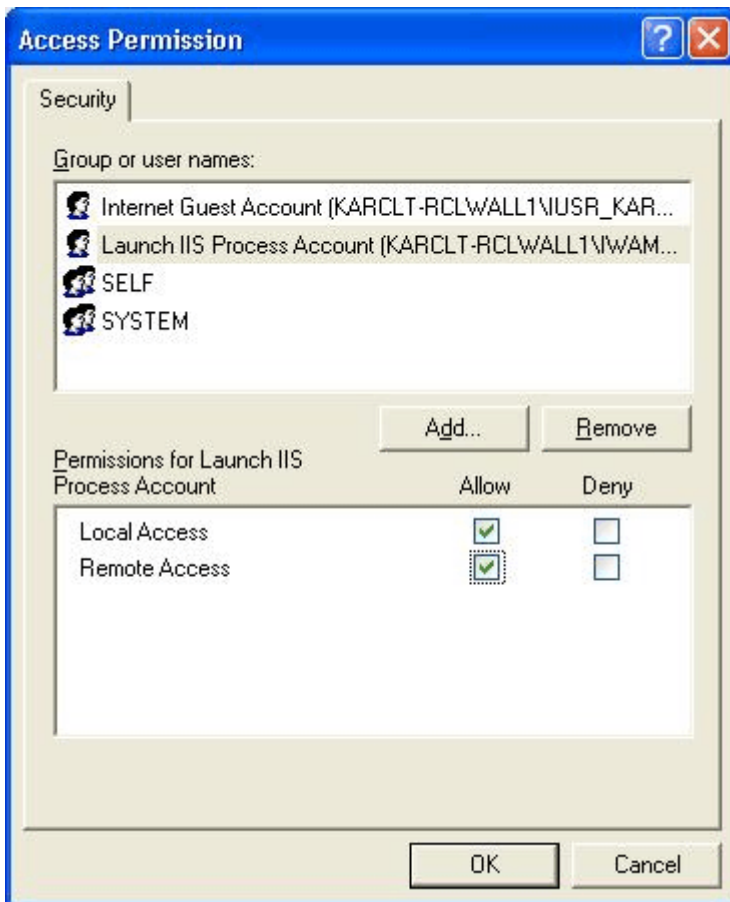 Access Permission
Security
Group or user names:
Internet Guest Account (KARCLT-RCLWALL1\IUSR_KAR...
Launch IIS Process Account (KARCLT-RCLWALL1\IWAM...
SELF
SYSTEM
Add...
Remove
Permissions for Launch IIS
Process Account
Allow
Deny
Local Access
Remote Access
OK
Cancel